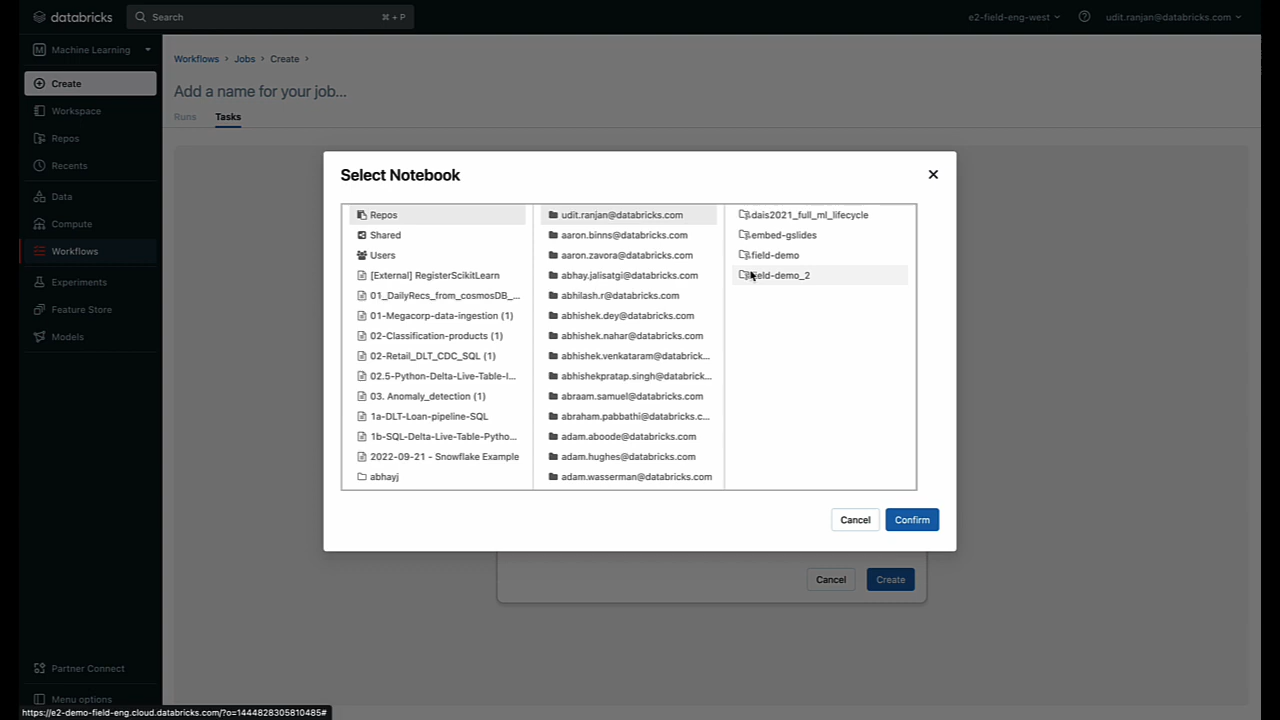 databricks
Search
⌘ + P
e2-field-eng-west
udit.ranjan@databricks.com
Machine Learning
Create
Workspace
Repos
Recents
Data
Compute
Workflows
Experiments
Feature Store
Models
Partner Connect
Menu options
Workflows > Jobs > Create >
Add a name for your job...
Runs
Tasks
Select Notebook
Repos
Shared
Users
[External] RegisterScikitLearn
01_DailyRecs_from_cosmosDB_...
01-Megacorp-data-ingestion (1)
02-Classification-products (1)
02-Retail_DLT_CDC_SQL (1)
02.5-Python-Delta-Live-Table-I...
03. Anomaly_detection (1)
1a-DLT-Loan-pipeline-SQL
1b-SQL-Delta-Live-Table-Pytho...
2022-09-21 - Snowflake Example
abhayj
udit.ranjan@databricks.com
aaron.binns@databricks.com
aaron.zavora@databricks.com
abhay.jalisatgi@databricks.com
abhilash.r@databricks.com
abhishek.dey@databricks.com
abhishek.nahar@databricks.com
abhishek.venkataram@databrick...
abhishekpratap.singh@databrick...
abraam.samuel@databricks.com
abraham.pabbathi@databricks.c...
adam.aboode@databricks.com
adam.hughes@databricks.com
adam.wasserman@databricks.com
dais2021_full_ml_lifecycle
embed-gslides
field-demo
field-demo_2
Cancel
Confirm
Cancel
Create
https://e2-demo-field-eng.cloud.databricks.com/?o=1444828305810485#